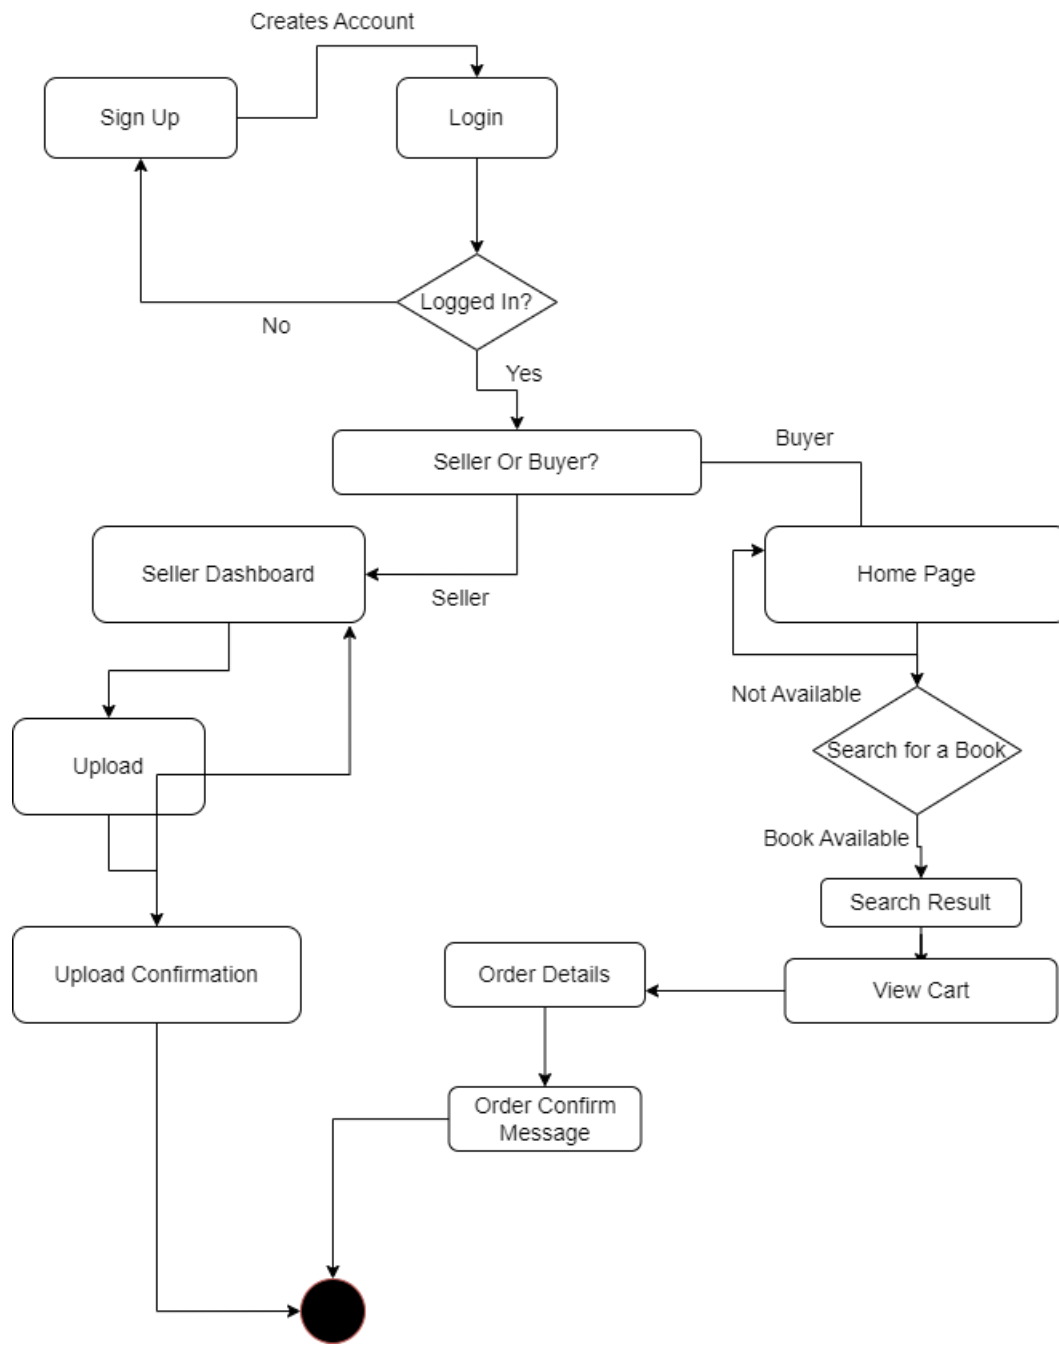 Creates Account
Sign Up
Login
Logged In?
No
Yes
Seller Or Buyer?
Buyer
Seller Dashboard
Seller
Home Page
Not Available
Upload
Search for a Book
Book Available
Search Result
Upload Confirmation
Order Details
View Cart
Order Confirm
Message